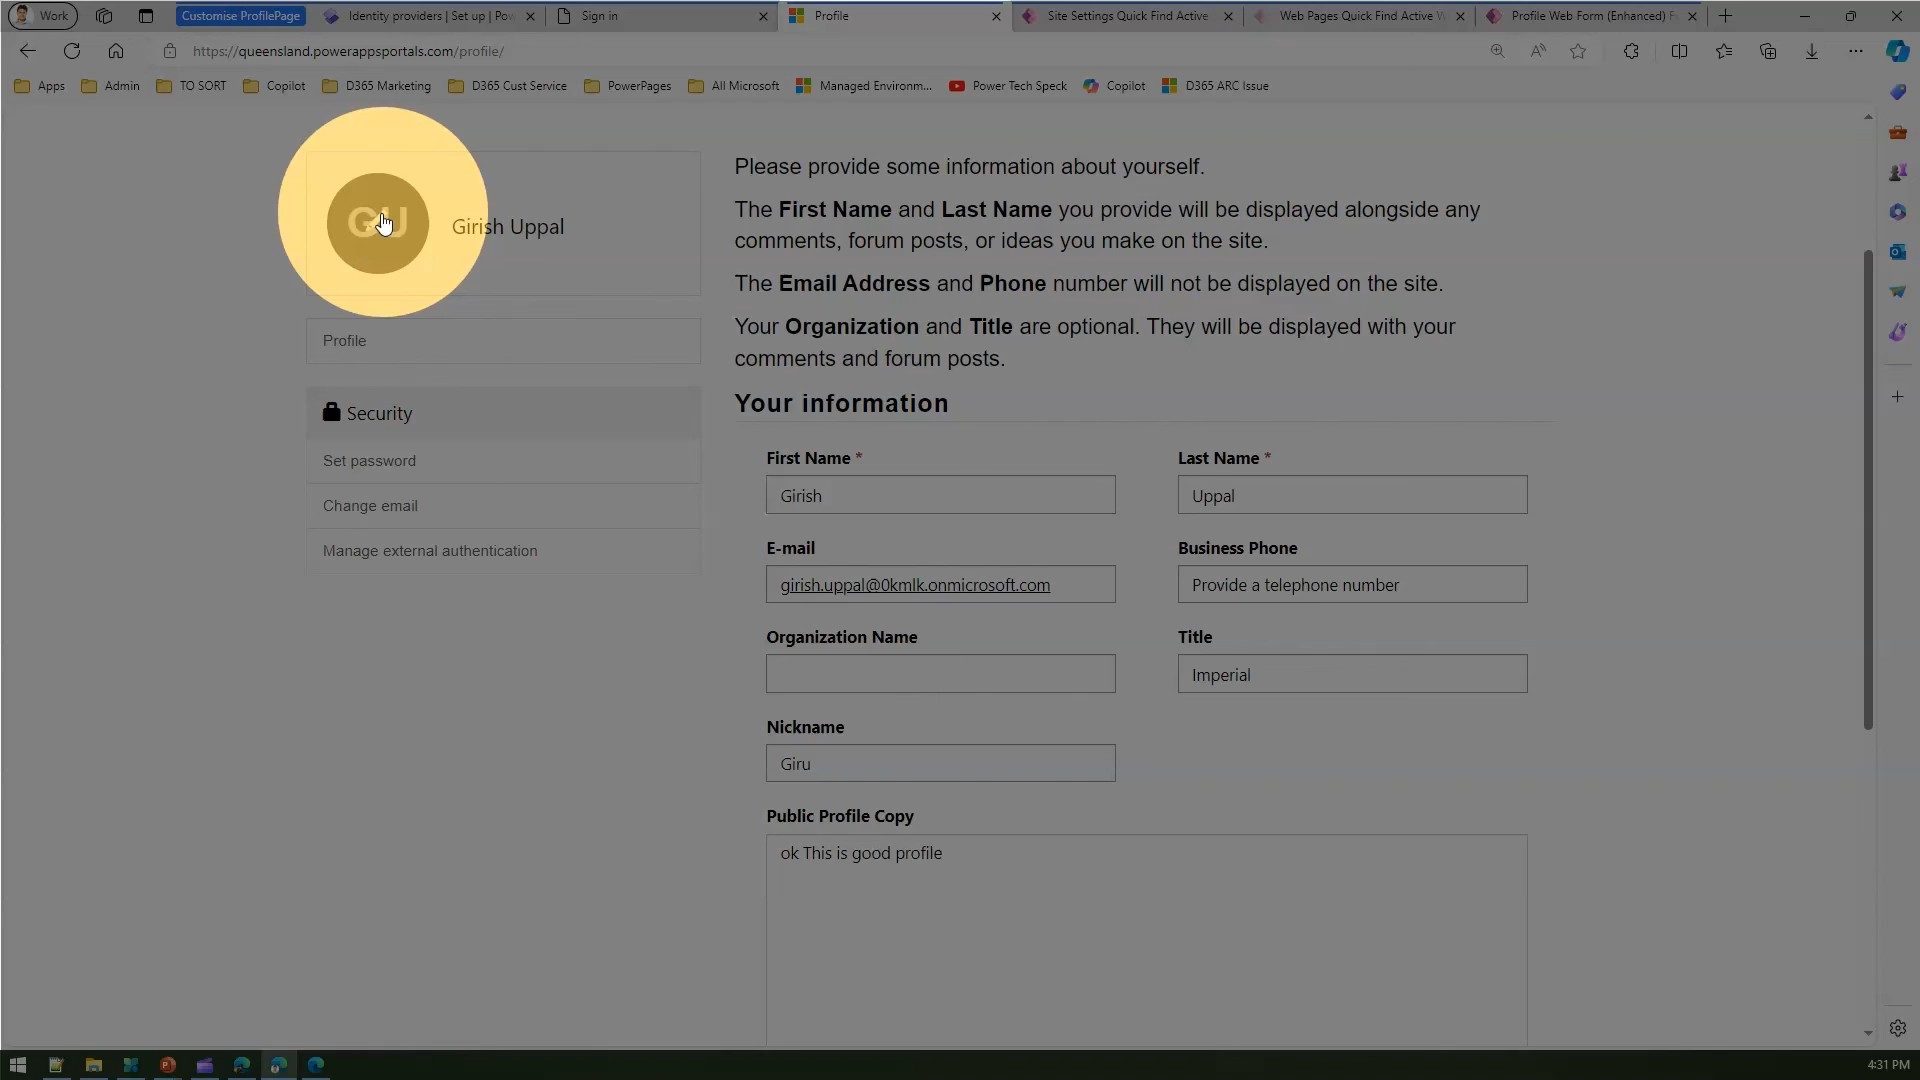 Work
Customise ProfilePage
Identity providers | Set up | Pow
Sign in
Profile
Site Settings Quick Find Active
Web Pages Quick Find Active W
Profile Web Form (Enhanced) F
https://queensland.powerappsportals.com/profile/
Apps
Admin
TO SORT
Copilot
D365 Marketing
D365 Cust Service
PowerPages
All Microsoft
Managed Environm...
Power Tech Speck
Copilot
D365 ARC Issue
GU
Girish Uppal
Profile
Security
Set password
Change email
Manage external authentication
Please provide some information about yourself.
The First Name and Last Name you provide will be displayed alongside any
comments, forum posts, or ideas you make on the site.
The Email Address and Phone number will not be displayed on the site.
Your Organization and Title are optional. They will be displayed with your
comments and forum posts.
Your information
First Name *
Girish
Last Name *
Uppal
E-mail
girish.uppal@0kmlk.onmicrosoft.com
Business Phone
Provide a telephone number
Organization Name
Title
Imperial
Nickname
Giru
Public Profile Copy
ok This is good profile
4:31 PM